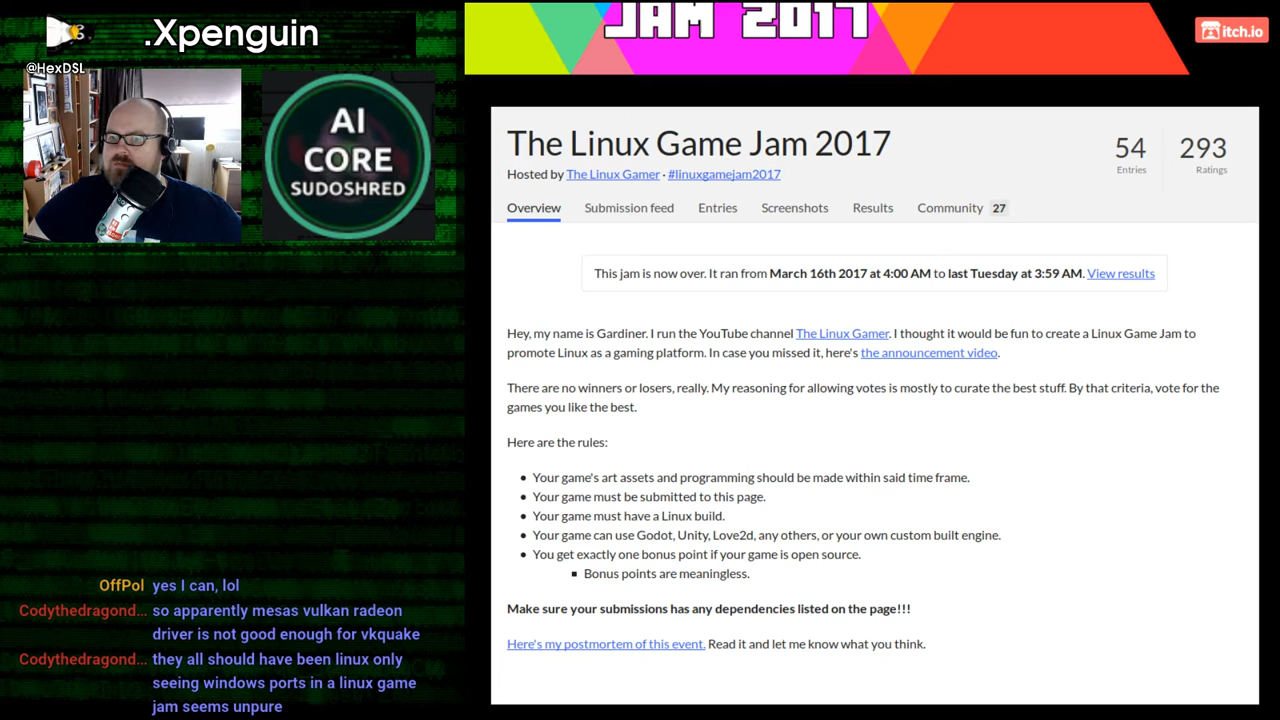 .Xpenguin
@HexDSL
AI
CORE
SUDOSHRED
JAM 2017
itch.io
The Linux Game Jam 2017
Hosted by The Linux Gamer · #linuxgamejam2017
54
Entries
293
Ratings
Overview
Submission feed
Entries
Screenshots
Results
Community 27
This jam is now over. It ran from March 16th 2017 at 4:00 AM to last Tuesday at 3:59 AM. View results
Hey, my name is Gardiner. I run the YouTube channel The Linux Gamer. I thought it would be fun to create a Linux Game Jam to
promote Linux as a gaming platform. In case you missed it, here's the announcement video.
There are no winners or losers, really. My reasoning for allowing votes is mostly to curate the best stuff. By that criteria, vote for the
games you like the best.
Here are the rules:
Your game's art assets and programming should be made within said time frame.
Your game must be submitted to this page.
Your game must have a Linux build.
Your game can use Godot, Unity, Love2d, any others, or your own custom built engine.
You get exactly one bonus point if your game is open source.
Bonus points are meaningless.
Make sure your submissions has any dependencies listed on the page!!!
Here's my postmortem of this event. Read it and let me know what you think.
OffPol yes I can, lol
Codythedragond... so apparently mesas vulkan radeon
driver is not good enough for vkquake
Codythedragond... they all should have been linux only
seeing windows ports in a linux game
jam seems unpure